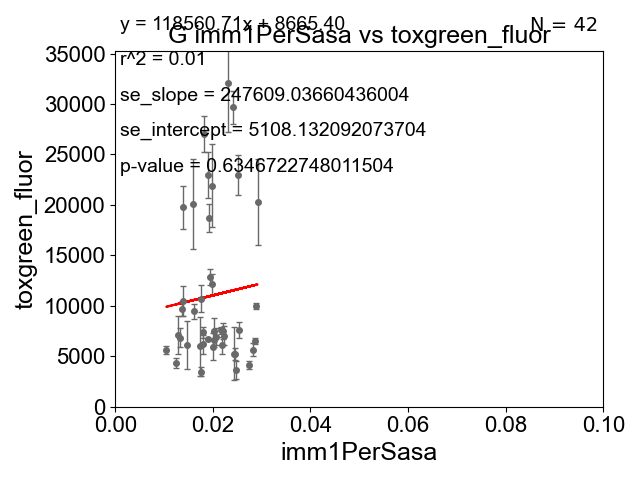 y = 118560.71x + 8665.40
N = 42
G imm1PerSasa vs toxgreen_fluor
r^2 = 0.01
se_slope = 247609.03660436004
se_intercept = 5108.132092073704
p-value = 0.6346722748011504
35000
30000
25000
20000
15000
10000
5000
0
toxgreen_fluor
0.00 0.02 0.04 0.06 0.08 0.10
imm1PerSasa